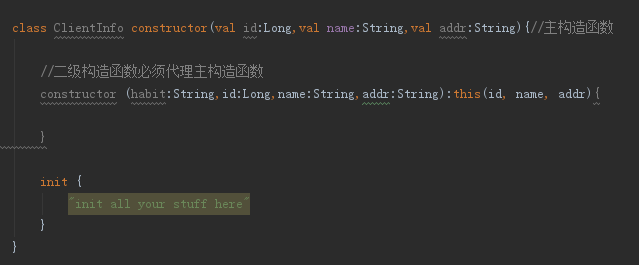 class ClientInfo constructor(val id:Long,val name:String,val addr:String){//主构造函数
//二级构造函数必须代理主构造函数
constructor (habit:String,id:Long,name:String,addr:String):this(id, name, addr){
}
init {
"init all your stuff here"
}
}